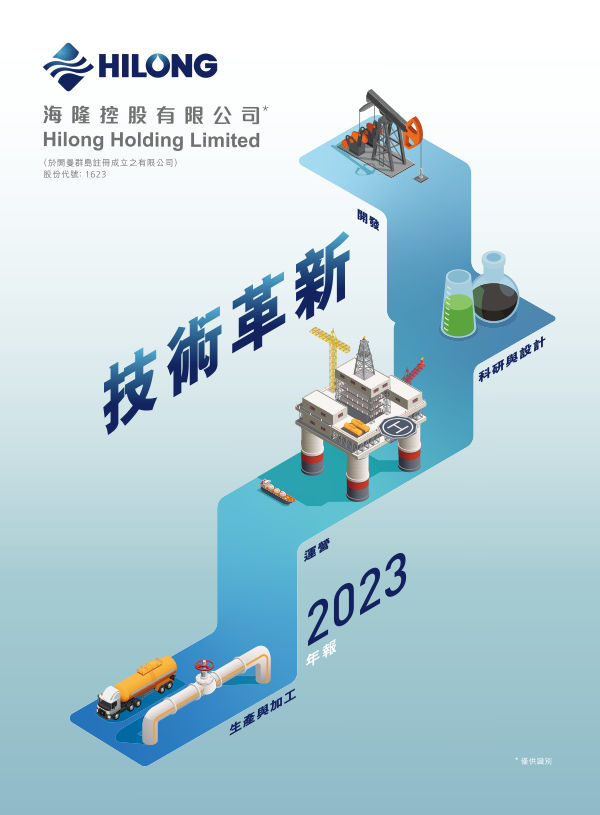 HILONG
海隆控股有限公司*
Hilong Holding Limited
(於開曼群島註冊成立之有限公司)
股份代號: 1623
開發
技術革新
科研與設計
H
運營
2023
年報
生產與加工
* 僅供識別